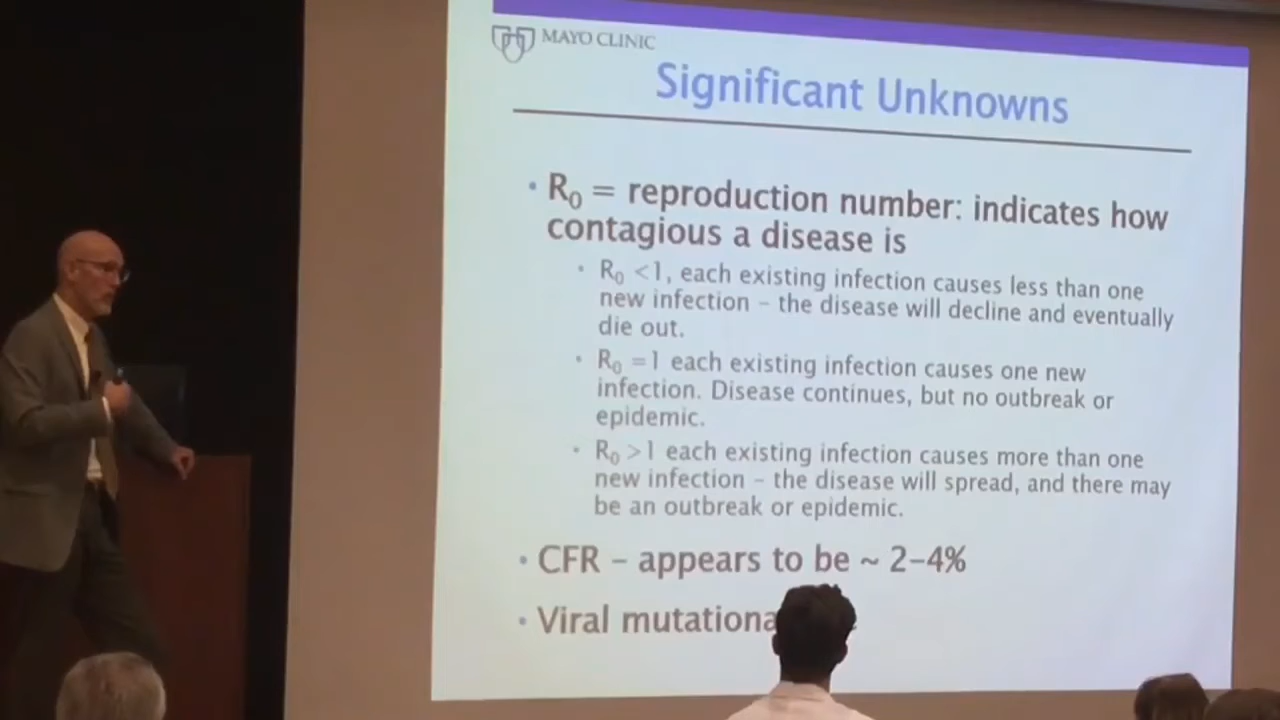 MAYO CLINIC
Significant Unknowns
• R₀ = reproduction number: indicates how
contagious a disease is
• R₀ <1, each existing infection causes less than one
new infection – the disease will decline and eventually
die out.
• R₀ =1 each existing infection causes one new
infection. Disease continues, but no outbreak or
epidemic.
• R₀ >1 each existing infection causes more than one
new infection – the disease will spread, and there may
be an outbreak or epidemic.
• CFR – appears to be ~ 2–4%
• Viral mutationa